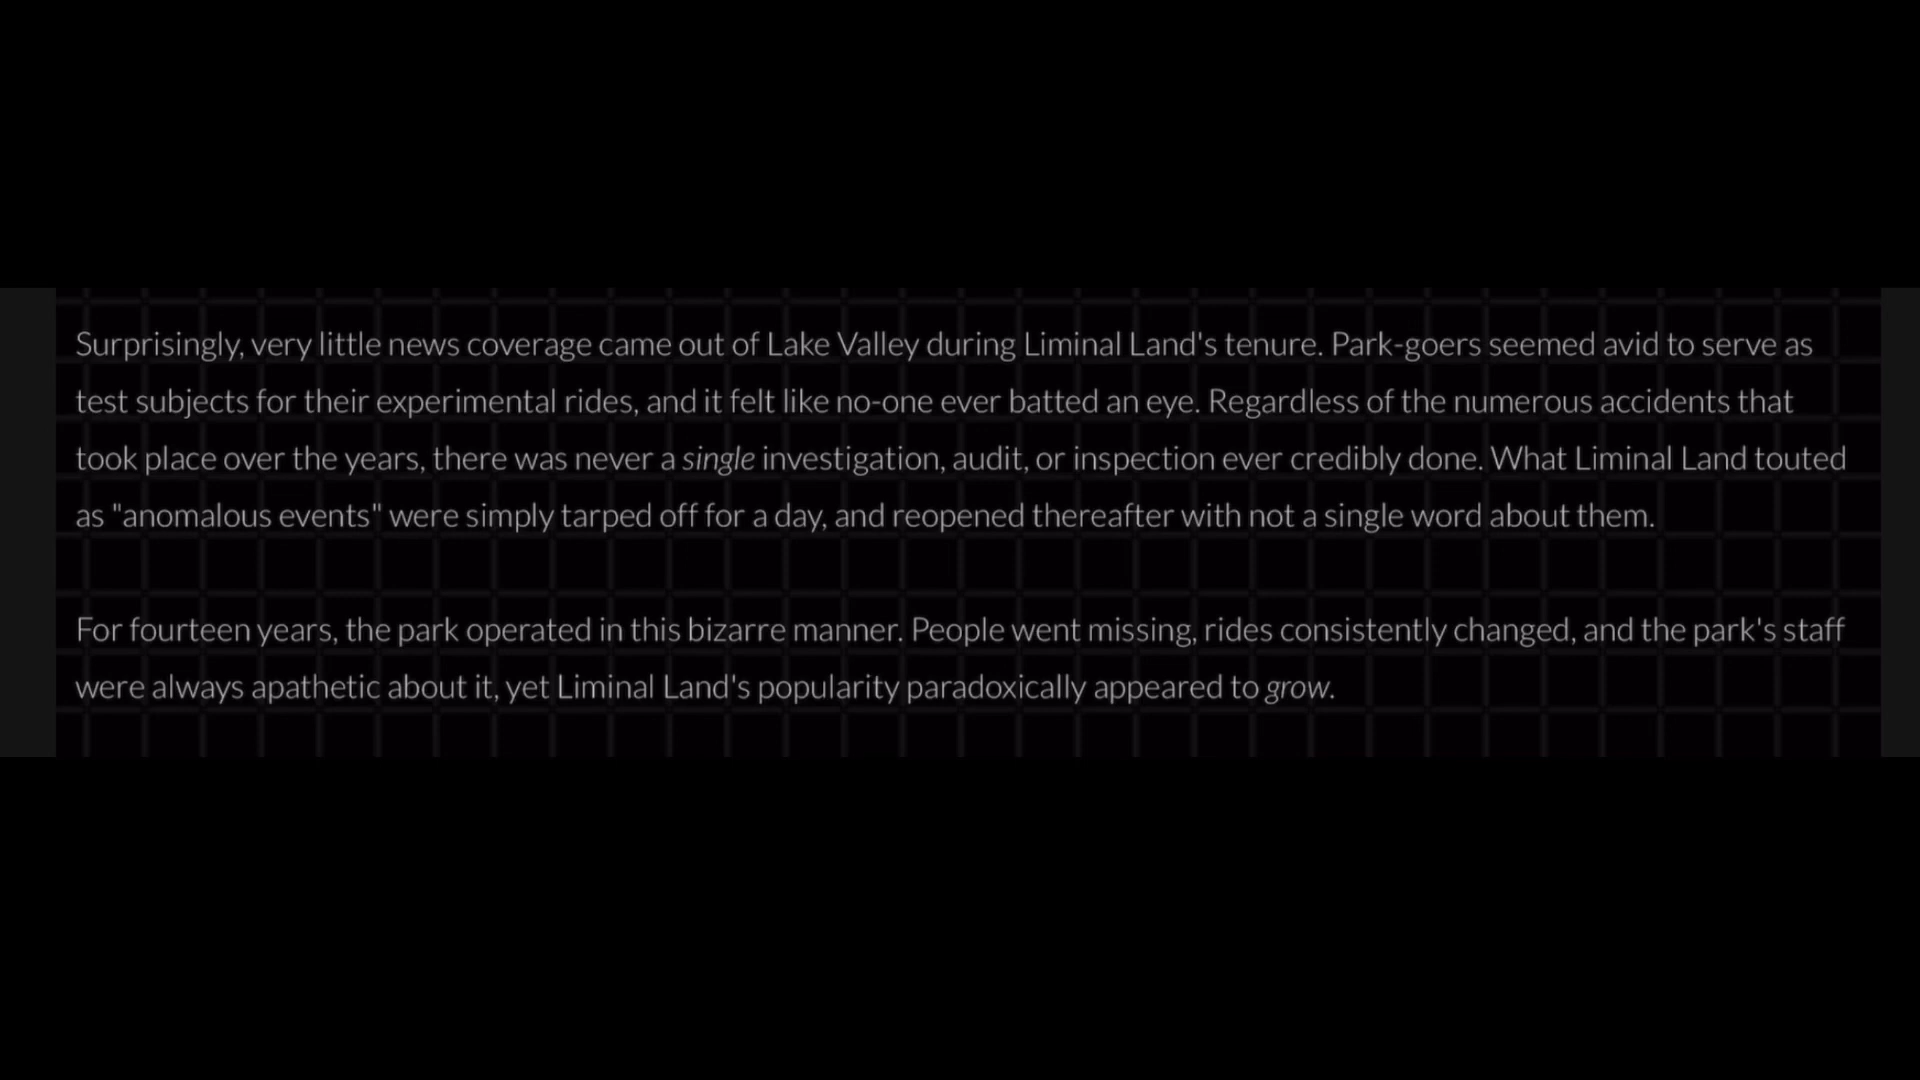 Surprisingly, very little news coverage came out of Lake Valley during Liminal Land's tenure. Park-goers seemed avid to serve as
test subjects for their experimental rides, and it felt like no-one ever batted an eye. Regardless of the numerous accidents that
took place over the years, there was never a single investigation, audit, or inspection ever credibly done. What Liminal Land touted
as "anomalous events" were simply tarped off for a day, and reopened thereafter with not a single word about them.
For fourteen years, the park operated in this bizarre manner. People went missing, rides consistently changed, and the park's staff
were always apathetic about it, yet Liminal Land's popularity paradoxically appeared to grow.